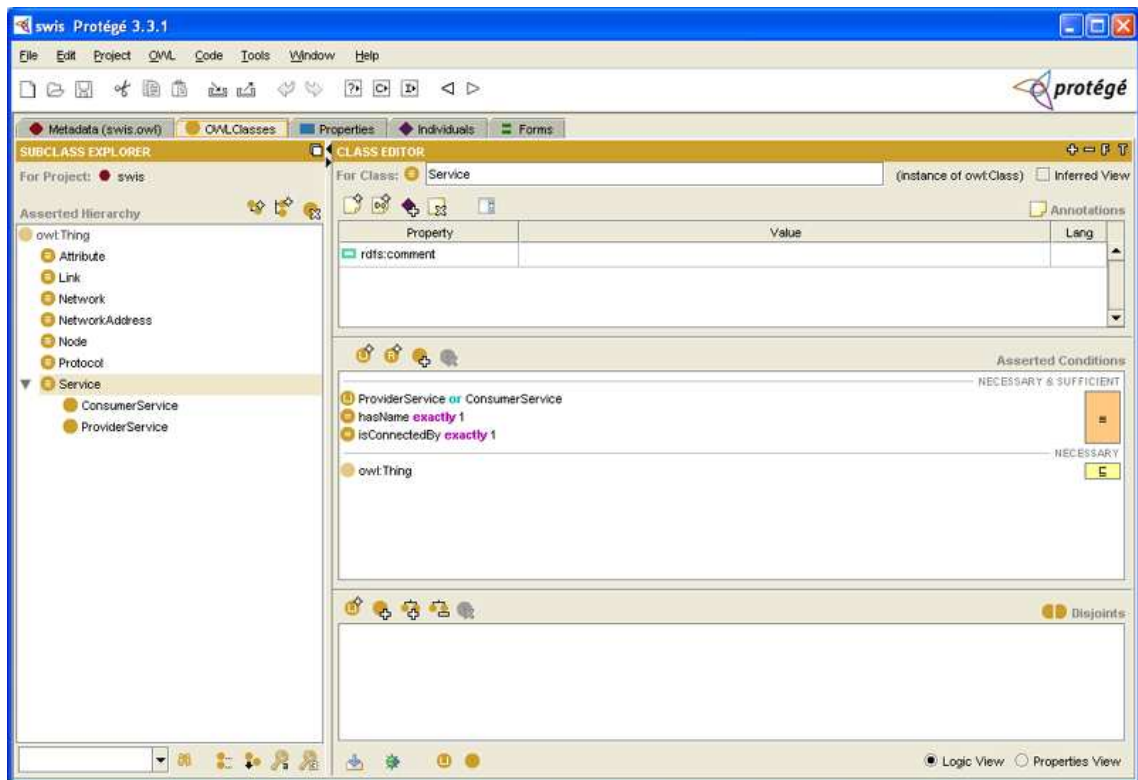 swis Protégé 3.3.1
File Edit Project OWL Code Tools Window Help
protégé
Metadata (swis.owl) OWLClasses Properties Individuals Forms
SUBCLASS EXPLORER
For Project: swis
Asserted Hierarchy
owl:Thing
Attribute
Link
Network
NetworkAddress
Node
Protocol
Service
ConsumerService
ProviderService
CLASS EDITOR
For Class: Service (instance of owl:Class) Inferred View
Annotations
Property Value Lang
rdfs:comment
Asserted Conditions
NECESSARY & SUFFICIENT
ProviderService or ConsumerService
hasName exactly 1
isConnectedBy exactly 1
NECESSARY
owl:Thing
Disjoints
Logic View Properties View